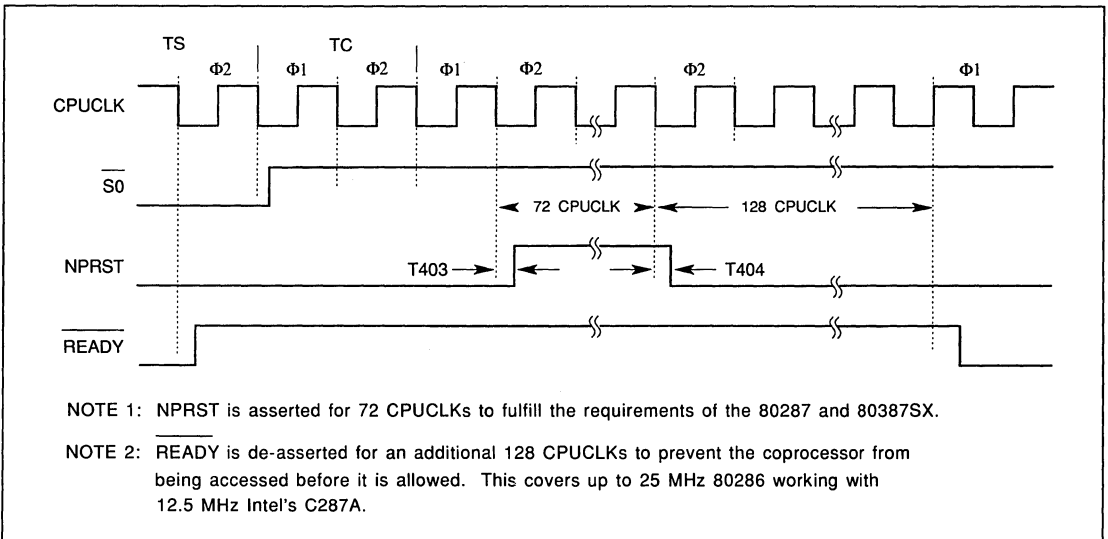 TS TC
Φ2 Φ1 Φ2 Φ1 Φ2 Φ2 Φ1
CPUCLK
S0
72 CPUCLK 128 CPUCLK
NPRST T403 T404
READY
NOTE 1: NPRST is asserted for 72 CPUCLKs to fulfill the requirements of the 80287 and 80387SX.
NOTE 2: READY is de-asserted for an additional 128 CPUCLKs to prevent the coprocessor from
being accessed before it is allowed. This covers up to 25 MHz 80286 working with
12.5 MHz Intel's C287A.